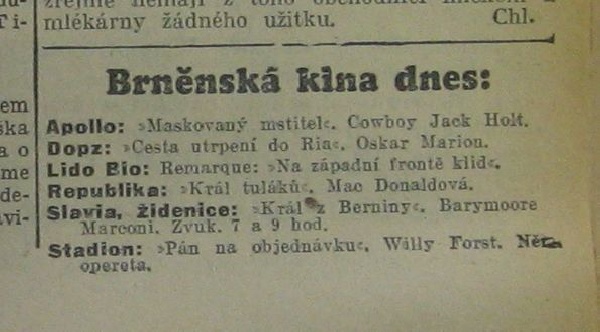 mlékárny žádného užitku. Chl.
Brněnská kina dnes:
Apollo: »Maskovaný mstitel«. Cowboy Jack Holt.
Dopz: »Cesta utrpení do Ria«. Oskar Marion.
Lido Bio: Remarque: »Na západní frontě klid«.
Republika: »Král tuláků«. Mac Donaldová.
Slavia, židenice: »Král z Berniny«. Barymoore
Marconi. Zvuk. 7 a 9 hod.
Stadion: »Pán na objednávku«. Willy Forst.
opereta.